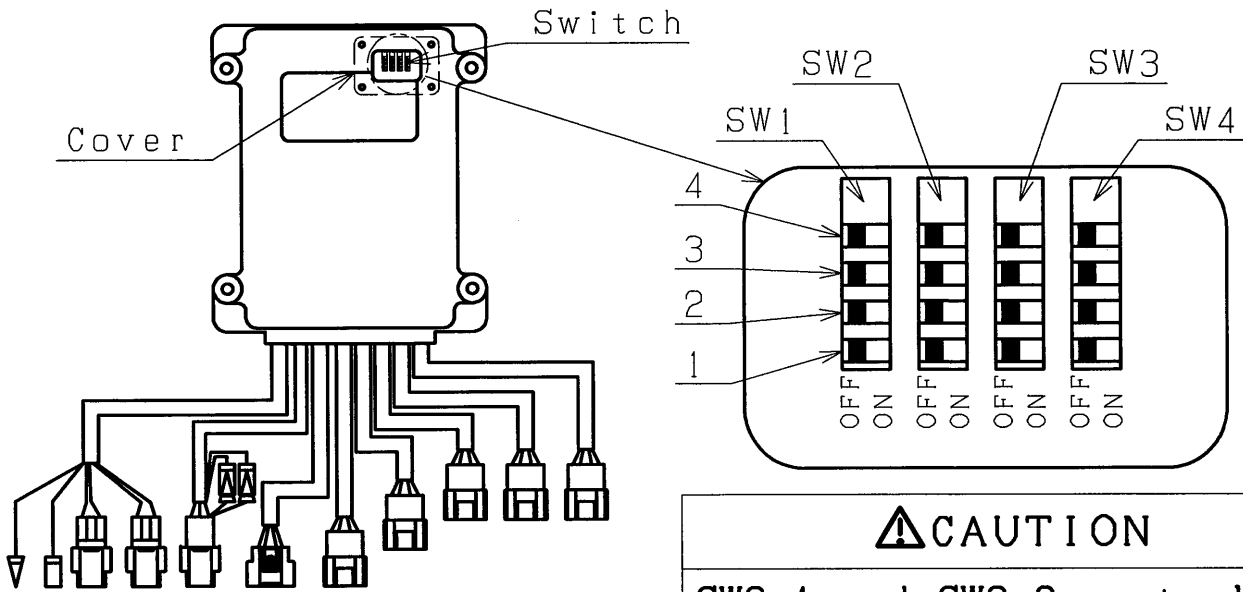 Switch
Cover
SW1
SW2
SW3
SW4
4
3
2
1
OFF
ON
OFF
ON
OFF
ON
OFF
ON
⚠CAUTION